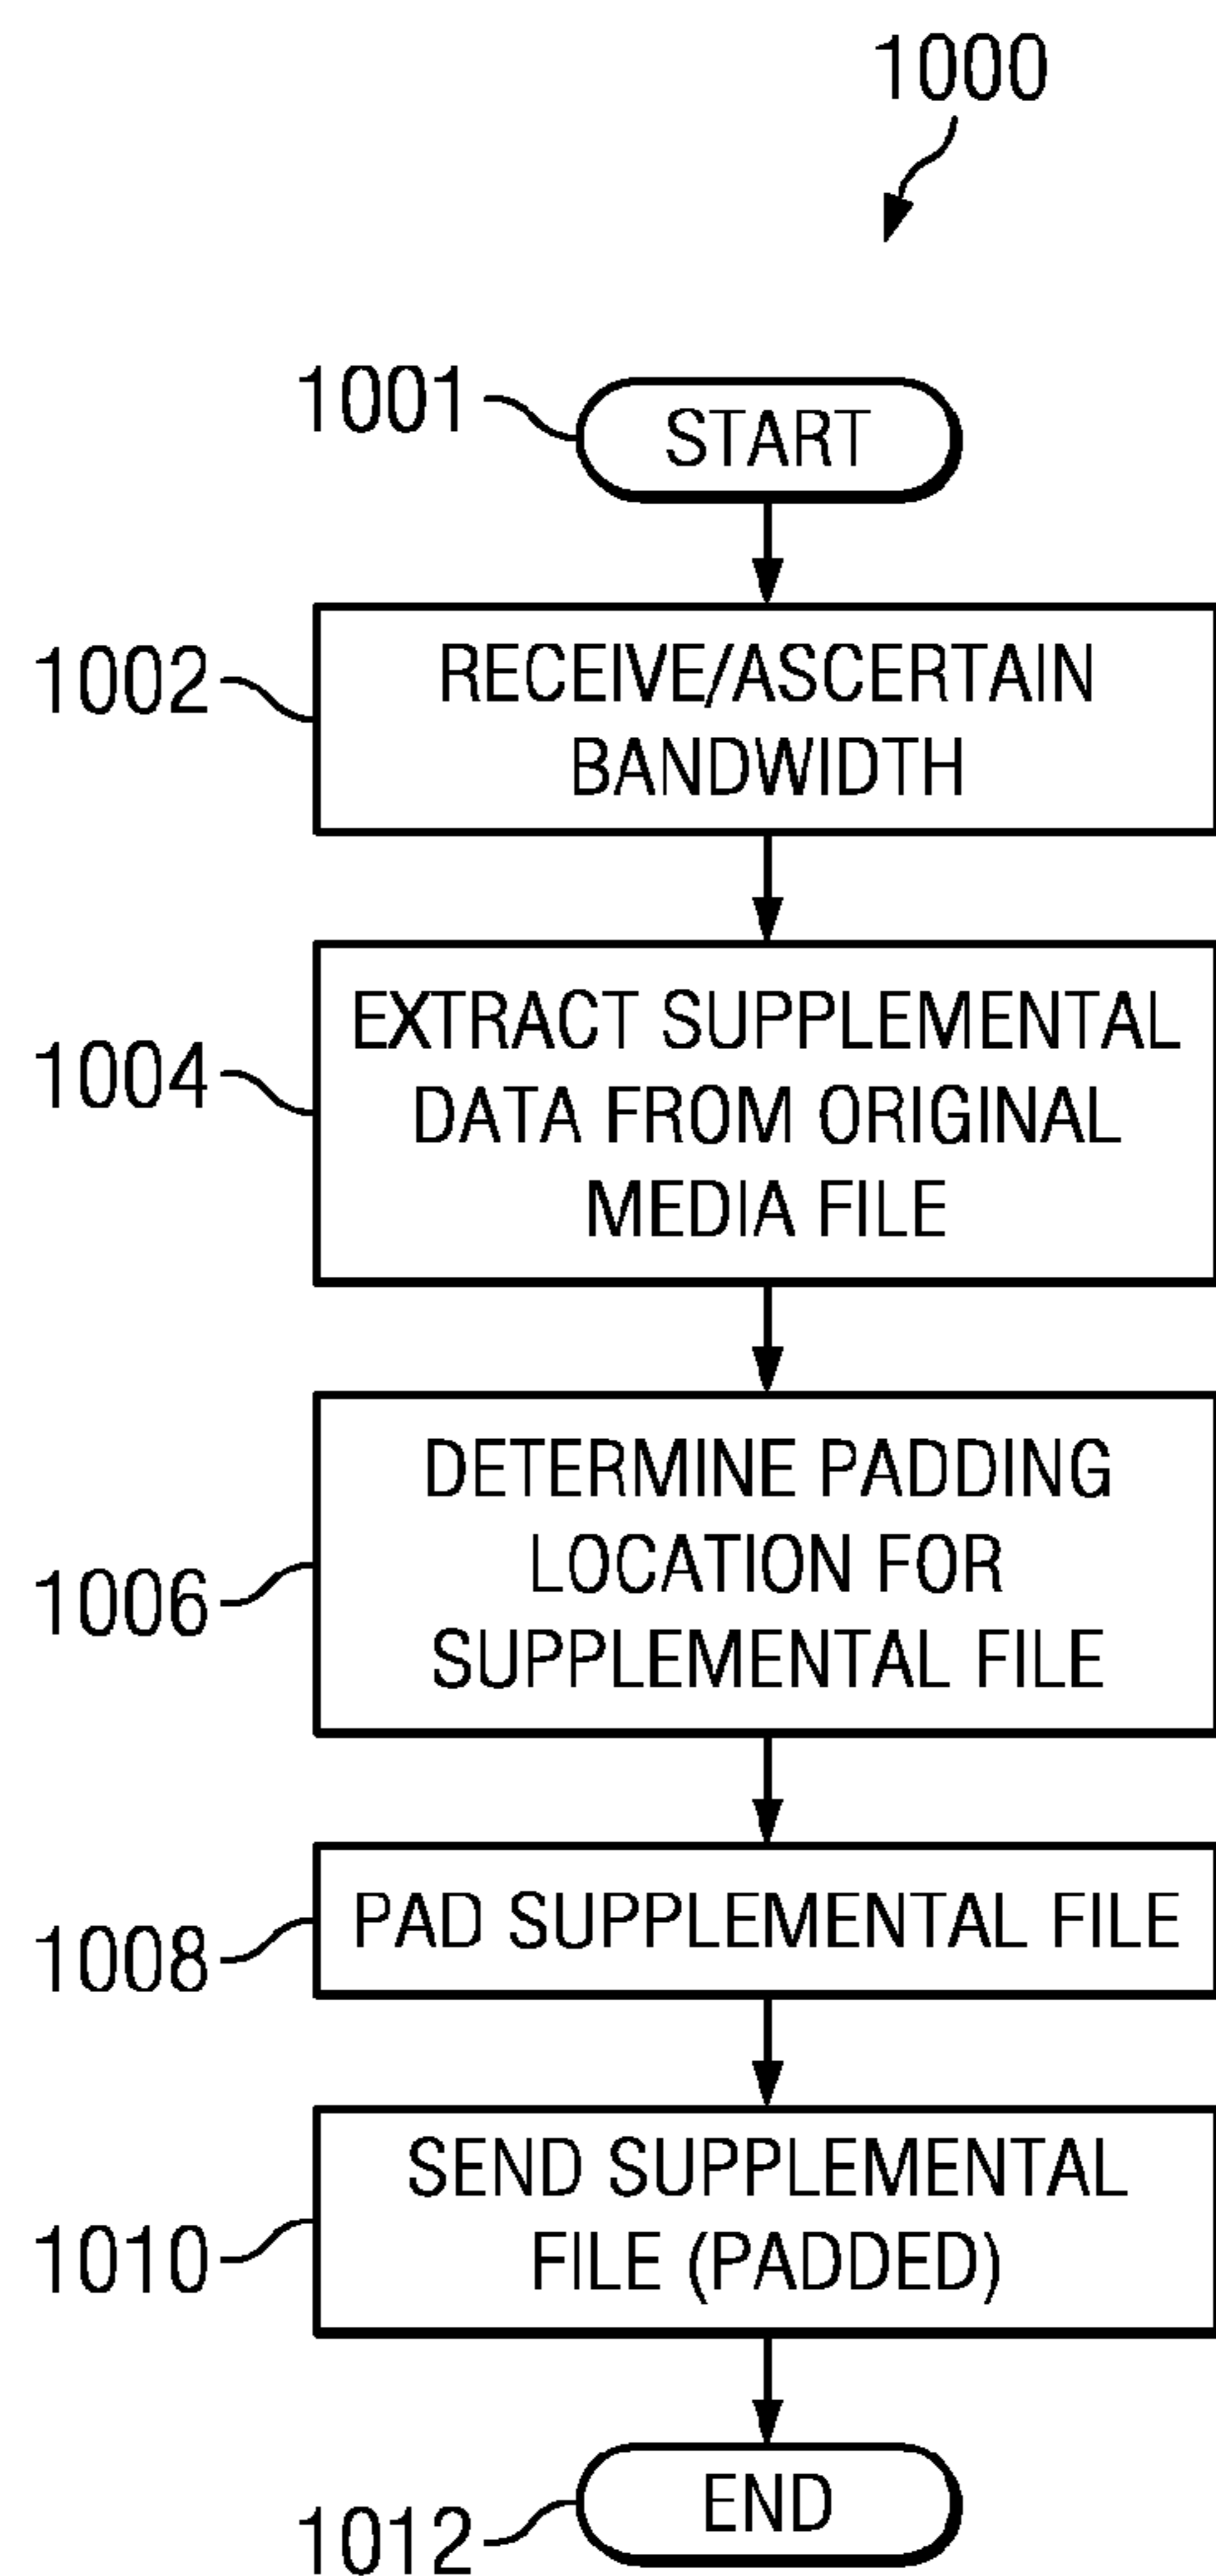 1000
1001
START
1002
RECEIVE/ASCERTAIN
BANDWIDTH
1004
EXTRACT SUPPLEMENTAL
DATA FROM ORIGINAL
MEDIA FILE
1006
DETERMINE PADDING
LOCATION FOR
SUPPLEMENTAL FILE
1008
PAD SUPPLEMENTAL FILE
1010
SEND SUPPLEMENTAL
FILE (PADDED)
1012
END